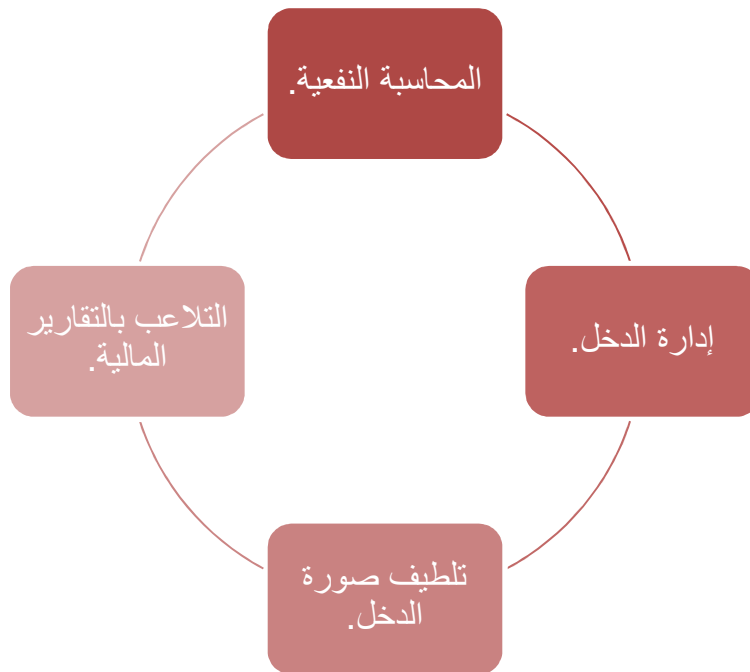 المحاسبة النفعية.
إدارة الدخل.
تلطيف صورة
الدخل.
التلاعب بالتقارير
المالية.